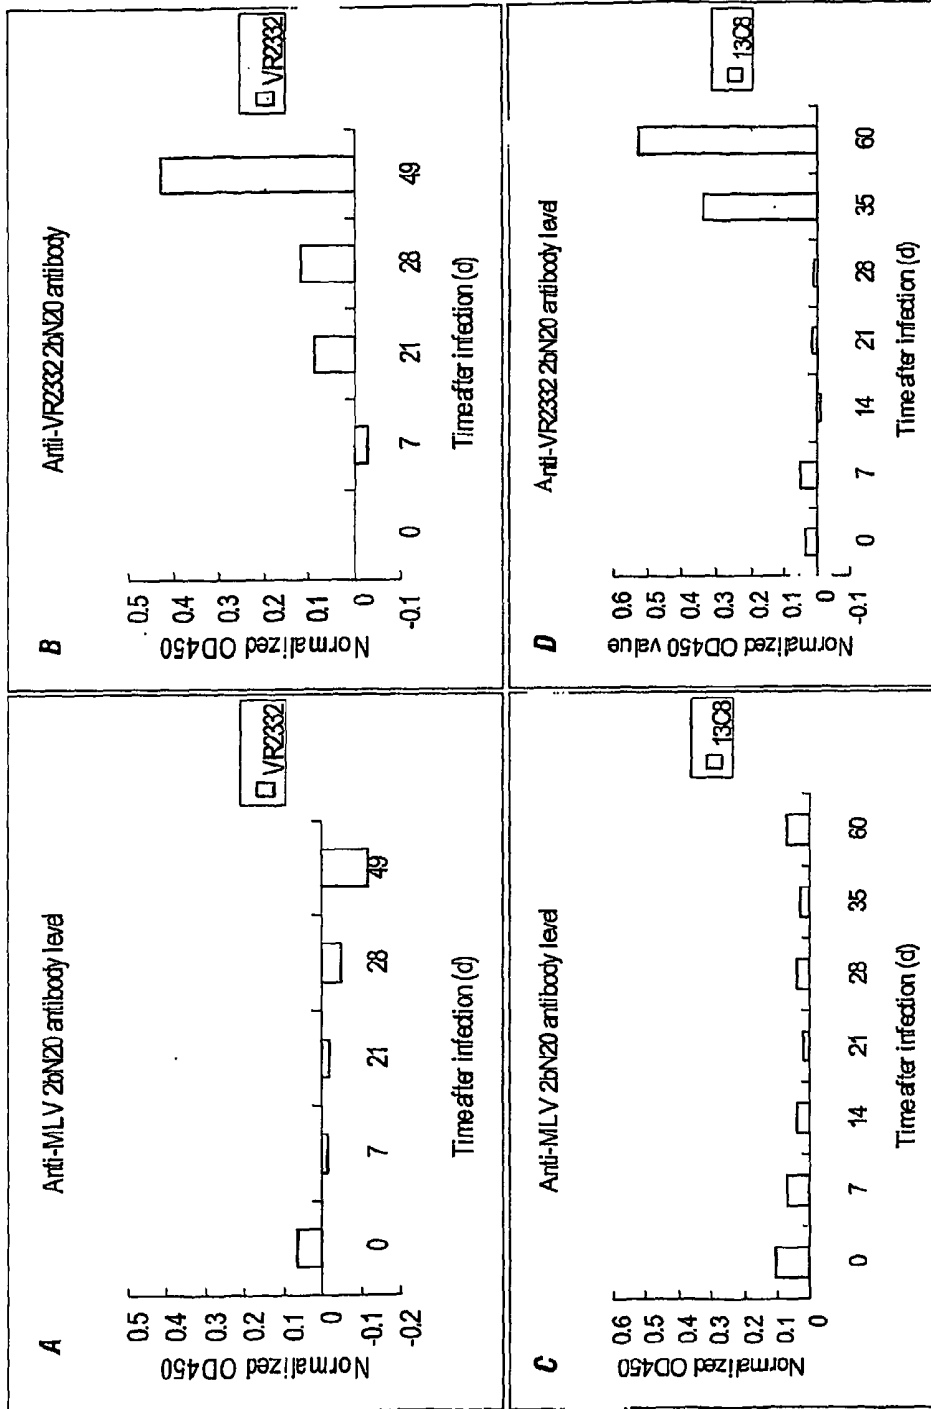 A
Anti-MLV 2bN20 antibody level
VR2332
Normalized OD450
0.5
0.4
0.3
0.2
0.1
0
-0.1
-0.2
0 7 21 28 49
Time after infection (d)
B
Anti-VR2332 2bN20 antibody
VR2332
Normalized OD450
0.5
0.4
0.3
0.2
0.1
0
-0.1
0 7 21 28 49
Time after infection (d)
C
Anti-MLV 2bN20 antibody level
13C8
Normalized OD450
0.6
0.5
0.4
0.3
0.2
0.1
0
0 7 14 21 28 35 60
Time after infection (d)
D
Anti-VR2332 2bN20 antibody level
13C8
Normalized OD450 value
0.6
0.5
0.4
0.3
0.2
0.1
0
-0.1
0 7 14 21 28 35 60
Time after infection (d)